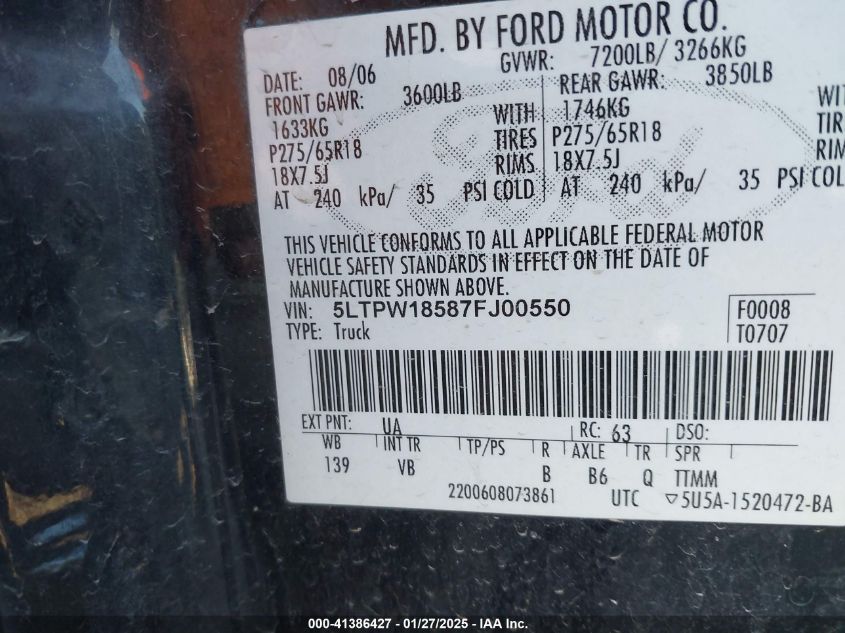 MFD. BY FORD MOTOR CO.
DATE: 08/06 GVWR: 7200LB/ 3266KG
FRONT GAWR: 3600LB REAR GAWR: 3850LB
1633KG WITH 1746KG WIT
P275/65R18 TIRES P275/65R18 TIR
18X7.5J RIMS 18X7.5J RIM
AT 240 kPa/ 35 PSI COLD AT 240 kPa/ 35 PSI COL
THIS VEHICLE CONFORMS TO ALL APPLICABLE FEDERAL MOTOR
VEHICLE SAFETY STANDARDS IN EFFECT ON THE DATE OF
MANUFACTURE SHOWN ABOVE.
VIN: 5LTPW18587FJ00550 F0008
TYPE: Truck T0707
EXT PNT: UA RC: 63 DSO:
WB INT TR TP/PS R AXLE TR SPR
139 VB B B6 Q TTMM
2200608073861 UTC ▽5U5A-1520472-BA
000-41386427 - 01/27/2025 - IAA Inc.